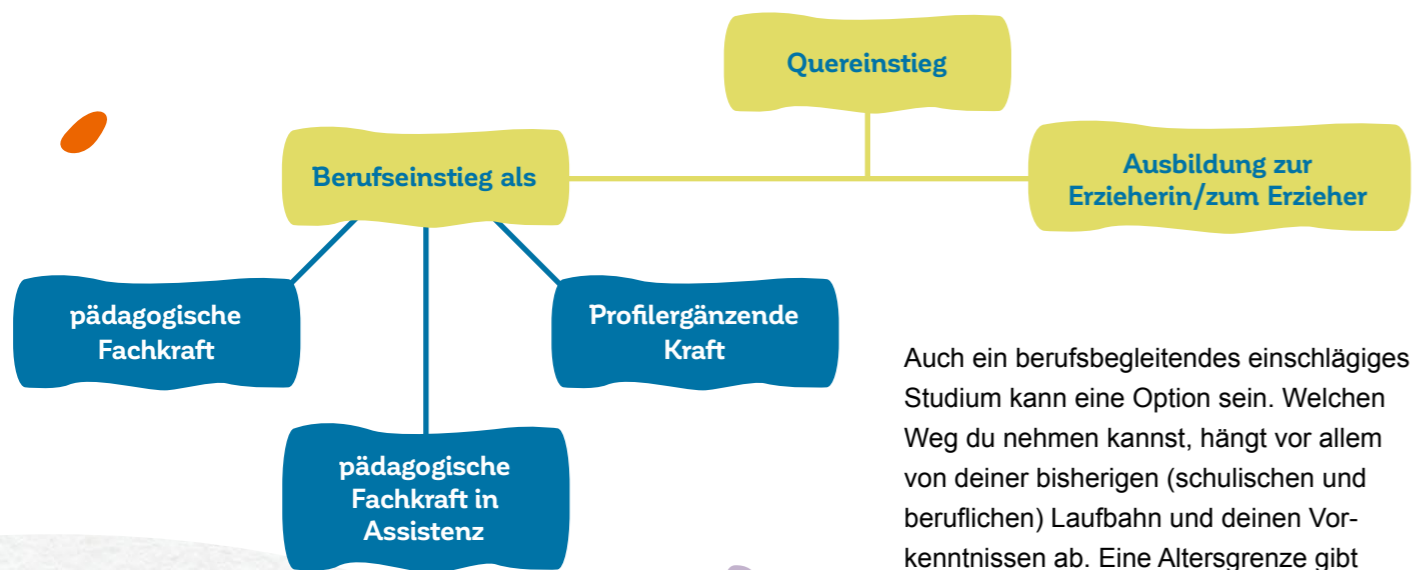 Quereinstieg
Berufseinstieg als
Ausbildung zur
Erzieherin/zum Erzieher
pädagogische
Fachkraft
Profilergänzende
Kraft
pädagogische
Fachkraft in
Assistenz
Auch ein berufsbegleitendes einschlägiges
Studium kann eine Option sein. Welchen
Weg du nehmen kannst, hängt vor allem
von deiner bisherigen (schulischen und
beruflichen) Laufbahn und deinen Vor-
kenntnissen ab. Eine Altersgrenze gibt